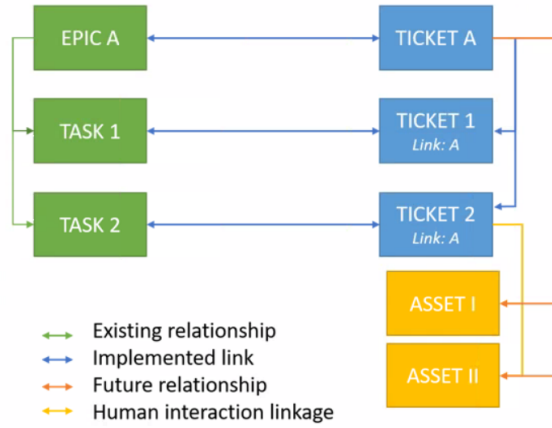 EPIC A
TICKET A
TASK 1
TICKET 1
Link: A
TASK 2
TICKET 2
Link: A
ASSET I
ASSET II
Existing relationship
Implemented link
Future relationship
Human interaction linkage